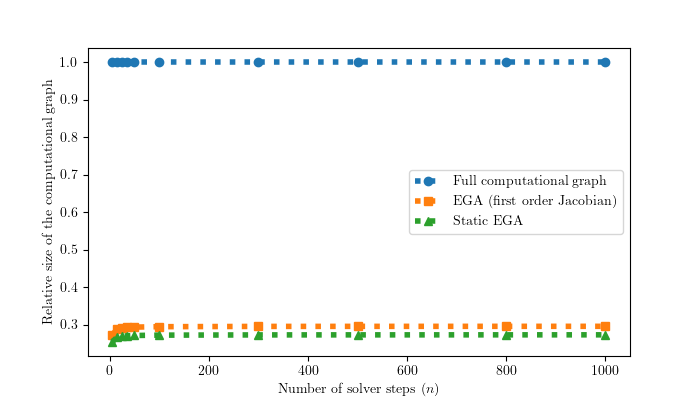 1.0
0.9
0.8
0.7
0.6
0.5
0.4
0.3
Relative size of the computational graph
Full computational graph
EGA (first order Jacobian)
Static EGA
0 200 400 600 800 1000
Number of solver steps (n)